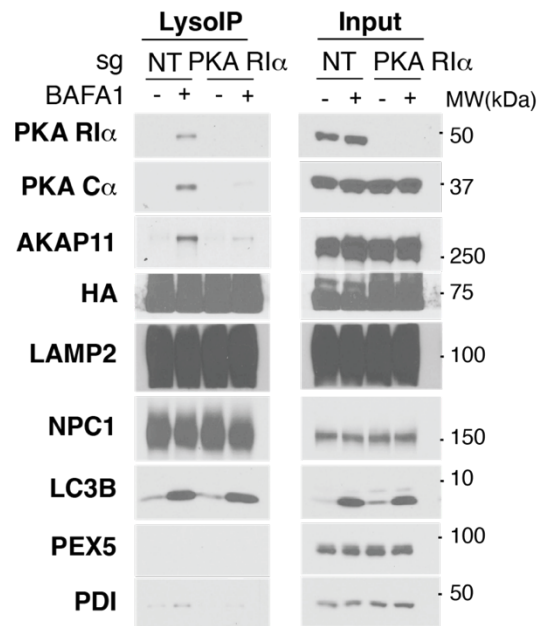 LysoIP Input
sg NT PKA RIα NT PKA RIα
BAFA1 - + - + - + - + MW(kDa)
PKA RIα 50
PKA Cα 37
AKAP11 250
HA 75
LAMP2 100
NPC1 150
LC3B 10
PEX5 100
PDI 50